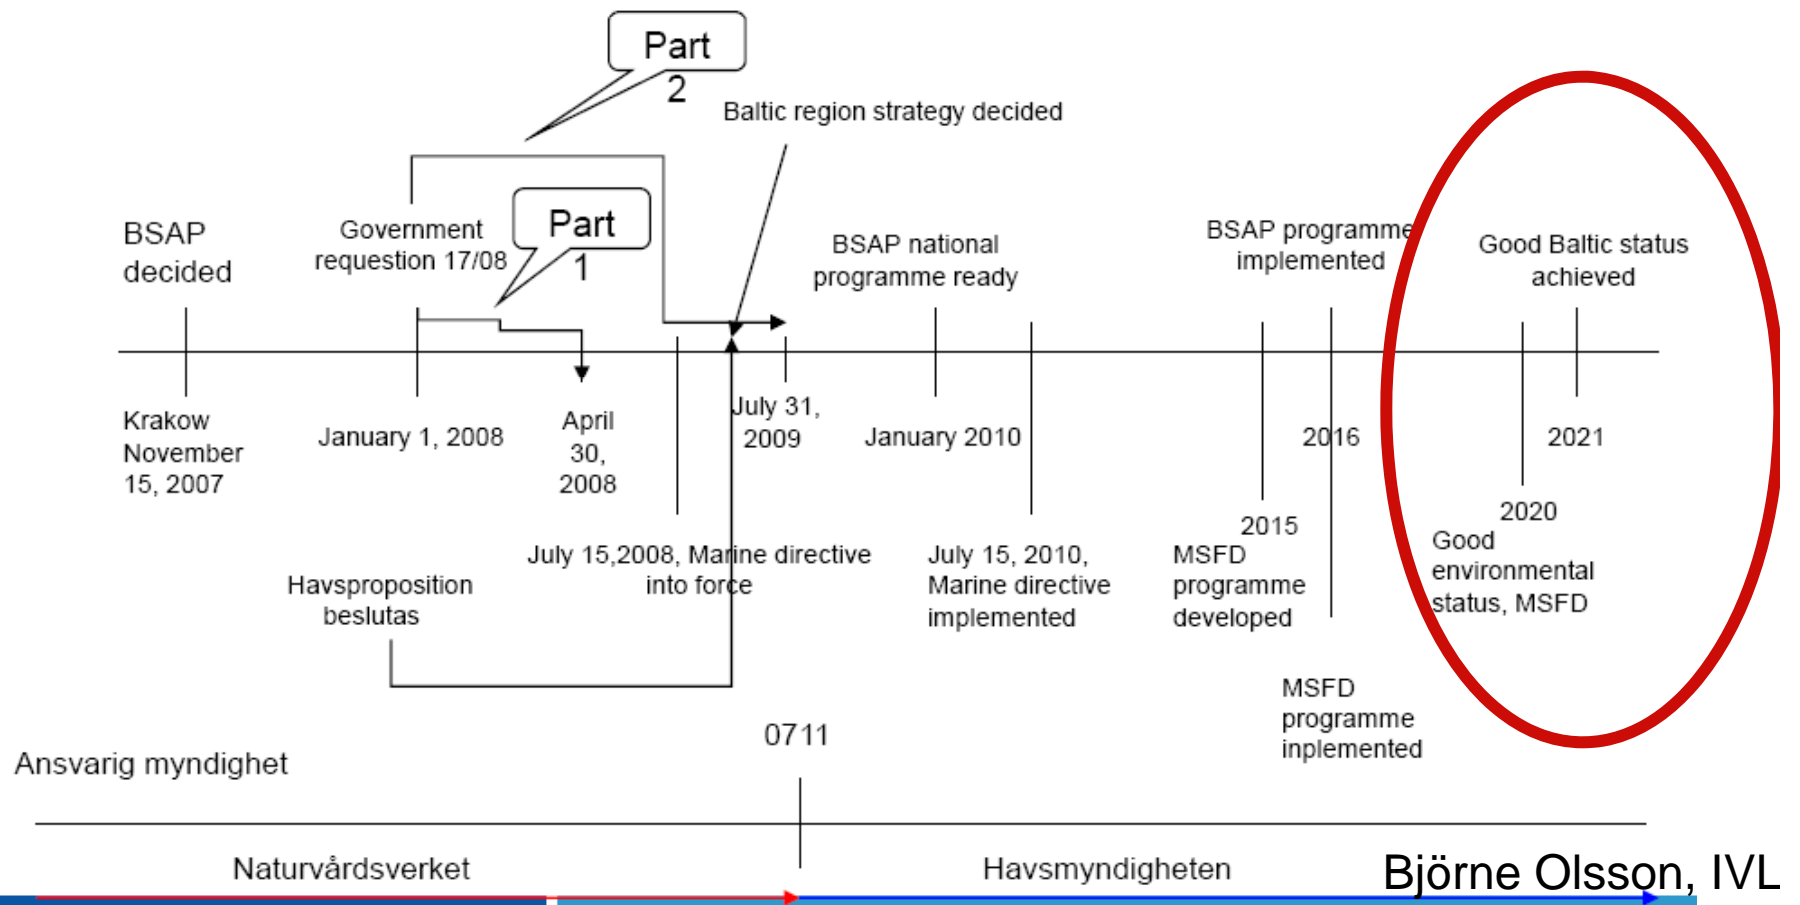 Part
2
Baltic region strategy decided
Part
1
BSAP
decided
Government
requestion 17/08
BSAP national
programme ready
BSAP programme
implemented
Good Baltic status
achieved
Krakow
November
15, 2007
January 1, 2008
April
30,
2008
July 31,
2009
January 2010
2016
2021
2015
2020
July 15,2008, Marine directive
into force
July 15, 2010,
Marine directive
implemented
MSFD
programme
developed
Good
environmental
status, MSFD
Havsproposition
beslutas
MSFD
programme
inplemented
0711
Ansvarig myndighet
Naturvårdsverket
Havsmyndigheten
Björne Olsson, IVL